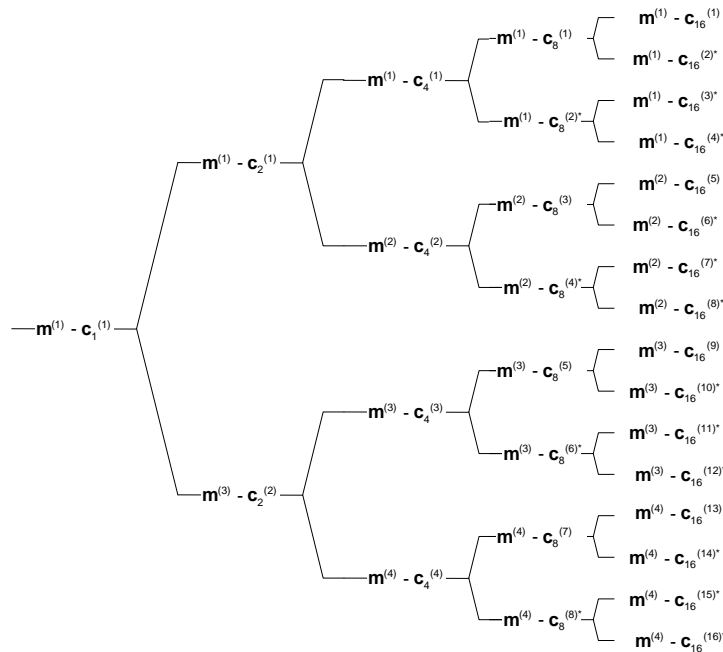 m(1) - c16(1)
m(1) - c8(1)
m(1) - c16(2)*
m(1) - c4(1)
m(1) - c16(3)*
m(1) - c8(2)*
m(1) - c16(4)*
m(1) - c2(1)
m(2) - c16(5)
m(2) - c8(3)
m(2) - c16(6)*
m(2) - c4(2)
m(2) - c16(7)*
m(2) - c8(4)*
m(2) - c16(8)*
m(1) - c1(1)
m(3) - c16(9)
m(3) - c8(5)
m(3) - c16(10)*
m(3) - c4(3)
m(3) - c16(11)*
m(3) - c8(6)*
m(3) - c16(12)*
m(3) - c2(2)
m(4) - c16(13)
m(4) - c8(7)
m(4) - c16(14)*
m(4) - c4(4)
m(4) - c16(15)*
m(4) - c8(8)*
m(4) - c16(16)*